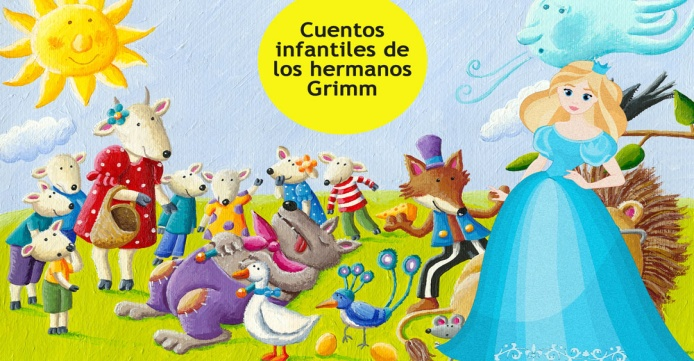 Cuentos
infantiles de
los hermanos
Grimm